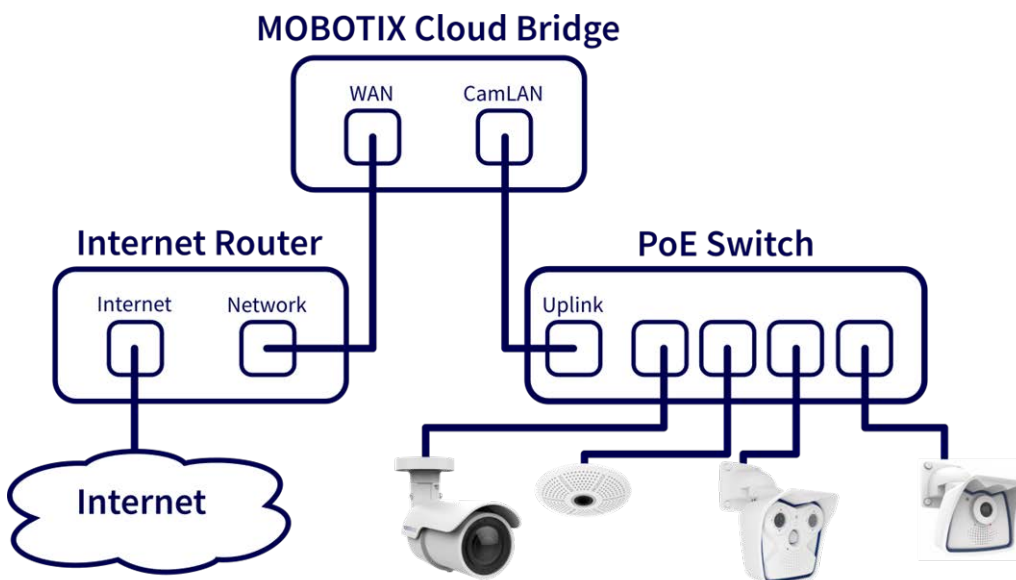 MOBOTIX Cloud Bridge
WAN
CamLAN
Internet Router
PoE Switch
Internet
Network
Uplink
Internet